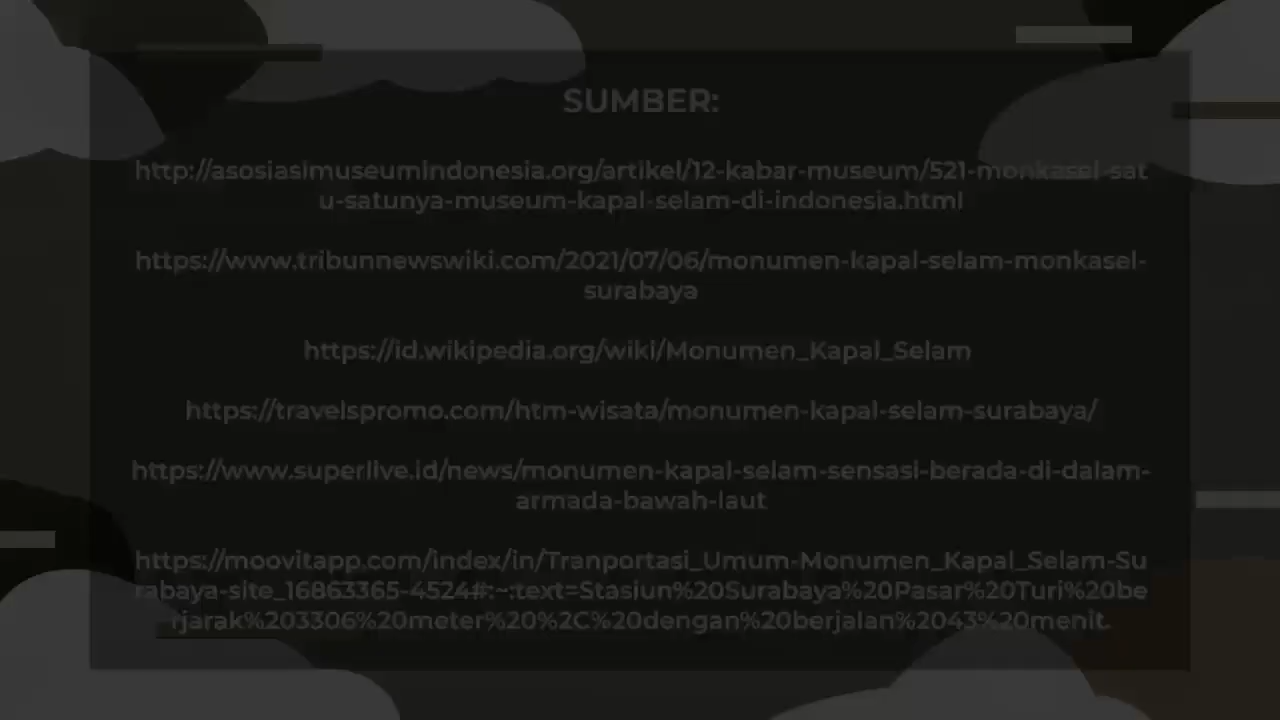 SUMBER:
http://asosiasimuseumindonesia.org/artikel/12-kabar-museum/521-monkasel-sat
u-satunya-museum-kapal-selam-di-indonesia.html
https://www.tribunnewswiki.com/2021/07/06/monumen-kapal-selam-monkasel-
surabaya
https://id.wikipedia.org/wiki/Monumen_Kapal_Selam
https://travelspromo.com/htm-wisata/monumen-kapal-selam-surabaya/
https://www.superlive.id/news/monumen-kapal-selam-sensasi-berada-di-dalam-
armada-bawah-laut
https://moovitapp.com/index/in/Tranportasi_Umum-Monumen_Kapal_Selam-Su
rabaya-site_16863365-4524#:~:text=Stasiun%20Surabaya%20Pasar%20Turi%20be
rjarak%203306%20meter%20%2C%20dengan%20berjalan%2043%20menit.